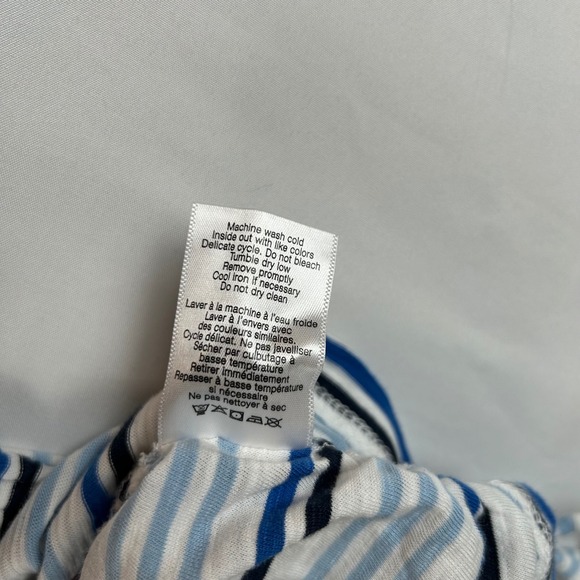 Machine wash cold
Inside out with like colors
Delicate cycle. Do not bleach
Tumble dry low
Remove promptly
Cool iron if necessary
Do not dry clean
Laver à la machine à l'eau froide
Laver à l'envers avec
des couleurs similaires.
Cycle délicat. Ne pas javelliser
Sécher par culbutage à
basse température
Retirer immédiatement
Repasser à basse température
si nécessaire
Ne pas nettoyer à sec